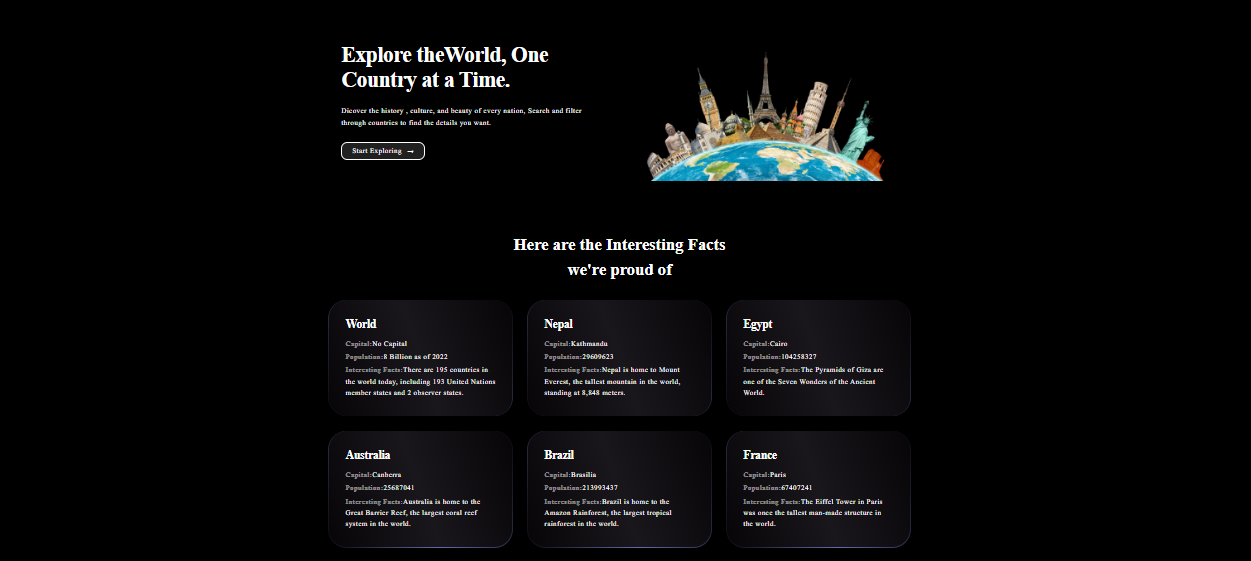 Explore theWorld, One
Country at a Time.
Dicover the history , culture, and beauty of every nation, Search and filter
through countries to find the details you want.
Start Exploring →
Here are the Interesting Facts
we're proud of
World
Capital:No Capital
Population:8 Billion as of 2022
Interesting Facts:There are 195 countries in
the world today, including 193 United Nations
member states and 2 observer states.
Nepal
Capital:Kathmandu
Population:29609623
Interesting Facts:Nepal is home to Mount
Everest, the tallest mountain in the world,
standing at 8,848 meters.
Egypt
Capital:Cairo
Population:104258327
Interesting Facts:The Pyramids of Giza are
one of the Seven Wonders of the Ancient
World.
Australia
Capital:Canberra
Population:25687041
Interesting Facts:Australia is home to the
Great Barrier Reef, the largest coral reef
system in the world.
Brazil
Capital:Brasilia
Population:213993437
Interesting Facts:Brazil is home to the
Amazon Rainforest, the largest tropical
rainforest in the world.
France
Capital:Paris
Population:67407241
Interesting Facts:The Eiffel Tower in Paris
was once the tallest man-made structure in
the world.